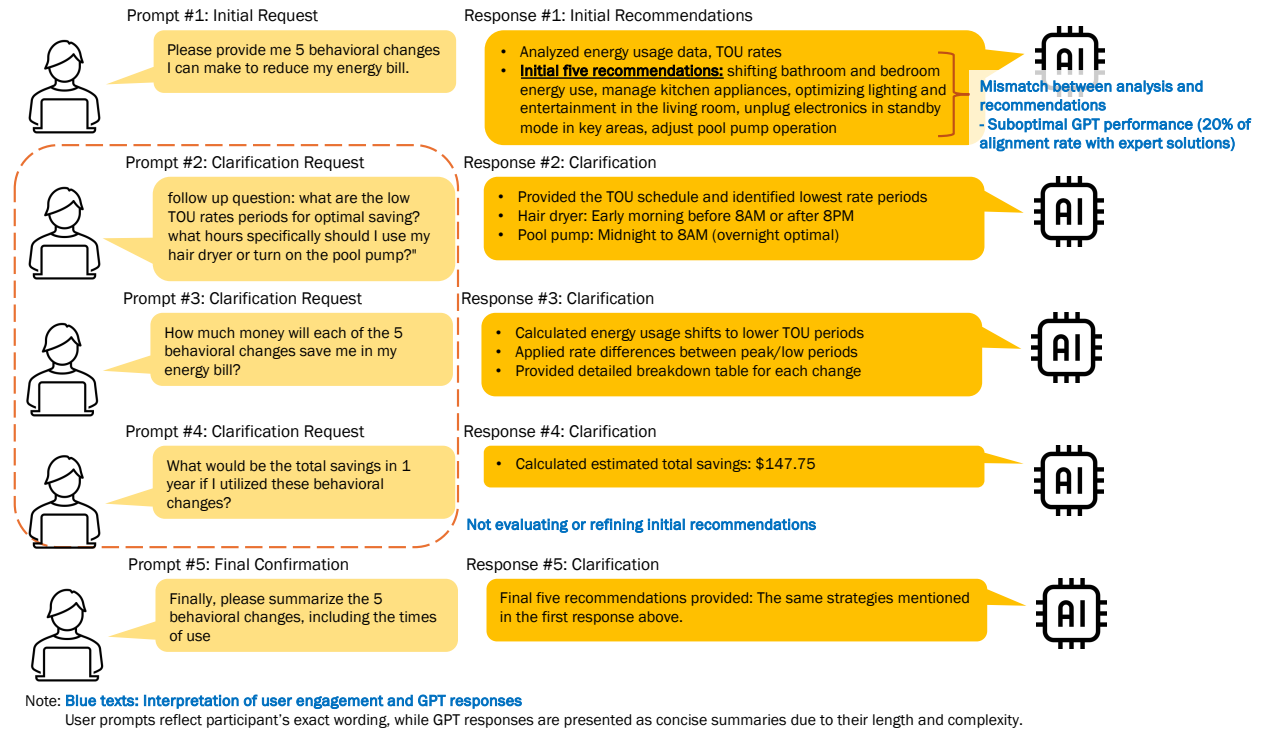 Prompt #1: Initial Request
Response #1: Initial Recommendations
Please provide me 5 behavioral changes
I can make to reduce my energy bill.
• Analyzed energy usage data, TOU rates
• Initial five recommendations: shifting bathroom and bedroom
energy use, manage kitchen appliances, optimizing lighting and
entertainment in the living room, unplug electronics in standby
mode in key areas, adjust pool pump operation
AI
Mismatch between analysis and
recommendations
- Suboptimal GPT performance (20% of
alignment rate with expert solutions)
Prompt #2: Clarification Request
Response #2: Clarification
follow up question: what are the low
TOU rates periods for optimal saving?
what hours specifically should I use my
hair dryer or turn on the pool pump?"
• Provided the TOU schedule and identified lowest rate periods
• Hair dryer: Early morning before 8AM or after 8PM
• Pool pump: Midnight to 8AM (overnight optimal)
AI
Prompt #3: Clarification Request
Response #3: Clarification
How much money will each of the 5
behavioral changes save me in my
energy bill?
• Calculated energy usage shifts to lower TOU periods
• Applied rate differences between peak/low periods
• Provided detailed breakdown table for each change
AI
Prompt #4: Clarification Request
Response #4: Clarification
What would be the total savings in 1
year if I utilized these behavioral
changes?
• Calculated estimated total savings: $147.75
AI
Not evaluating or refining initial recommendations
Prompt #5: Final Confirmation
Response #5: Clarification
Finally, please summarize the 5
behavioral changes, including the times
of use
Final five recommendations provided: The same strategies mentioned
in the first response above.
AI
Note: Blue texts: Interpretation of user engagement and GPT responses
User prompts reflect participant's exact wording, while GPT responses are presented as concise summaries due to their length and complexity.